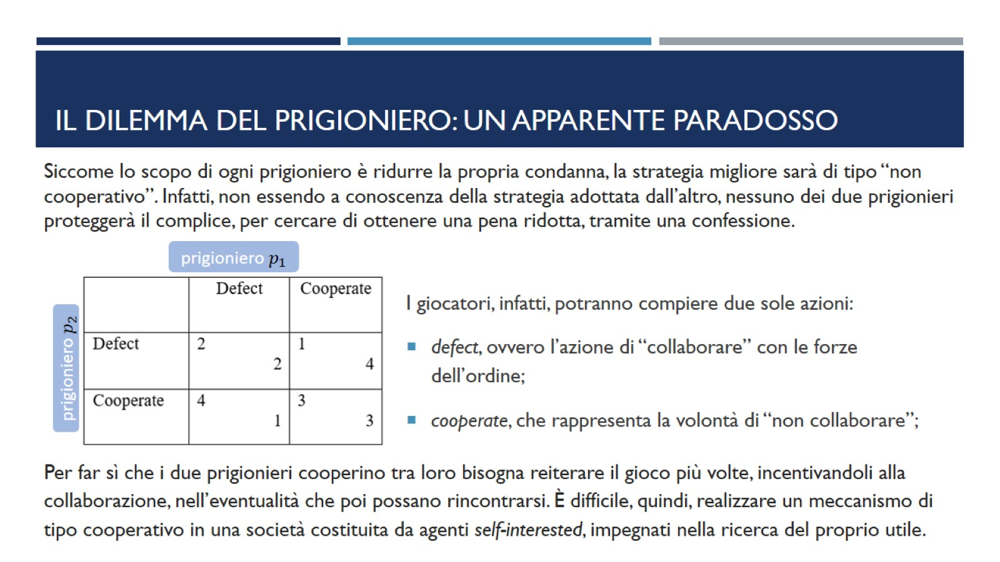 IL DILEMMA DEL PRIGIONIERO: UN APPARENTE PARADOSSO
Siccome lo scopo di ogni prigioniero è ridurre la propria condanna, la strategia migliore sarà di tipo “non
cooperativo”. Infatti, non essendo a conoscenza della strategia adottata dall’altro, nessuno dei due prigionieri
proteggerà il complice, per cercare di ottenere una pena ridotta, tramite una confessione.
prigioniero p₁
prigioniero p₂
Defect Cooperate
Defect 2 1
2 4
Cooperate 4 3
1 3
I giocatori, infatti, potranno compiere due sole azioni:
▪ defect, ovvero l’azione di “collaborare” con le forze
dell’ordine;
▪ cooperate, che rappresenta la volontà di “non collaborare”;
Per far sì che i due prigionieri cooperino tra loro bisogna reiterare il gioco più volte, incentivandoli alla
collaborazione, nell’eventualità che poi possano rincontrarsi. È difficile, quindi, realizzare un meccanismo di
tipo cooperativo in una società costituita da agenti self-interested, impegnati nella ricerca del proprio utile.